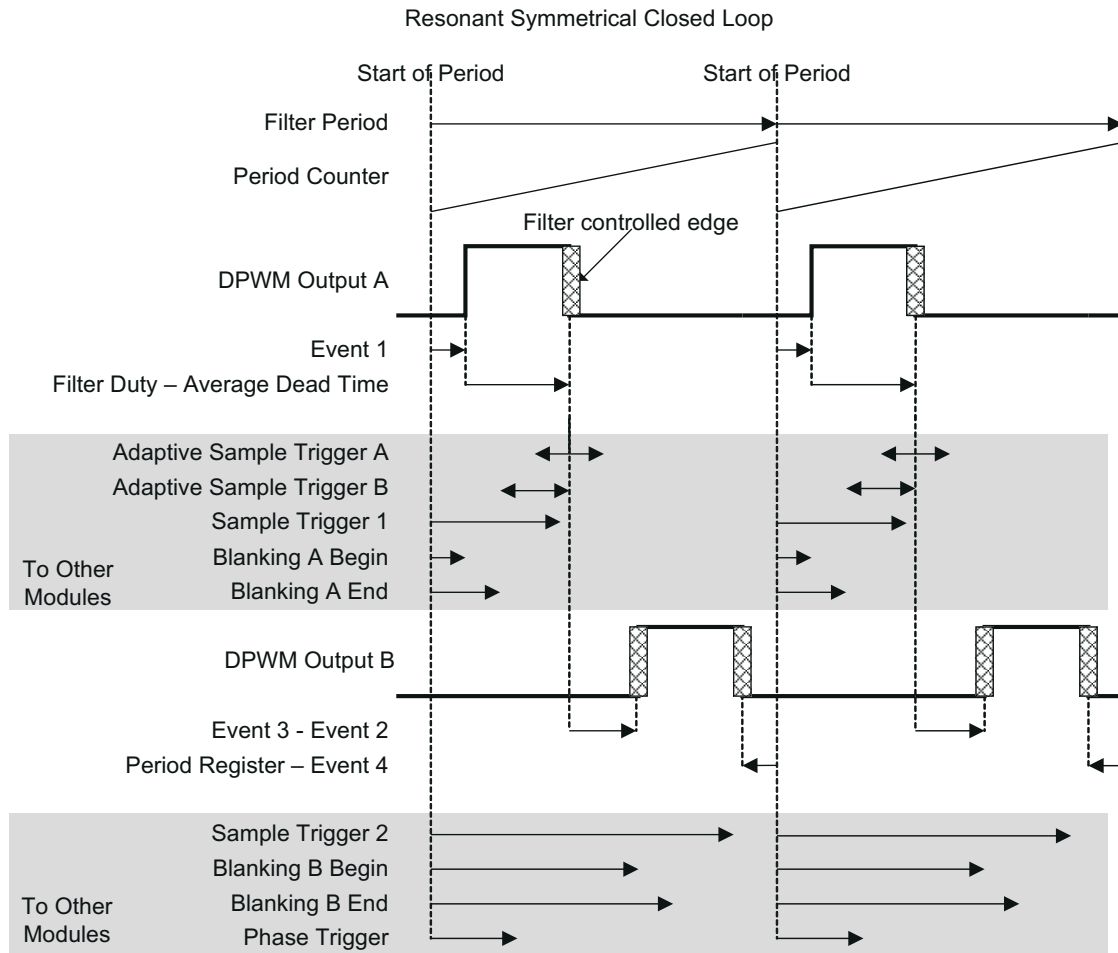 Resonant Symmetrical Closed Loop
Start of Period
Start of Period
Filter Period
Period Counter
Filter controlled edge
DPWM Output A
Event 1
Filter Duty – Average Dead Time
Adaptive Sample Trigger A
Adaptive Sample Trigger B
Sample Trigger 1
Blanking A Begin
To Other
Modules
Blanking A End
DPWM Output B
Event 3 - Event 2
Period Register – Event 4
Sample Trigger 2
Blanking B Begin
Blanking B End
To Other
Modules
Phase Trigger